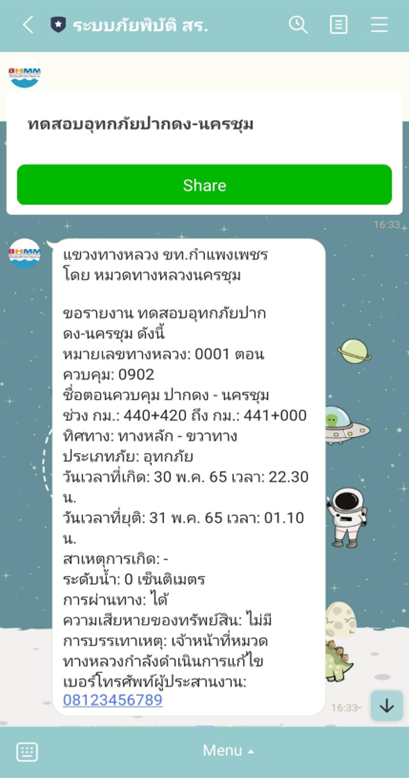 ระบบภัยพิบัติ สร.
BHMM
ทดสอบอุทกภัยปากดง-นครชุม
Share
16:33
BHMM
แขวงทางหลวง ขท.กำแพงเพชร
โดย หมวดทางหลวงนครชุม
ขอรายงาน ทดสอบอุทกภัยปาก
ดง-นครชุม ดังนี้
หมายเลขทางหลวง: 0001 ตอน
ควบคุม: 0902
ชื่อตอนควบคุม ปากดง - นครชุม
ช่วง กม.: 440+420 ถึง กม.: 441+000
ทิศทาง: ทางหลัก - ขวาทาง
ประเภทภัย: อุทกภัย
วันเวลาที่เกิด: 30 พ.ค. 65 เวลา: 22.30
น.
วันเวลาที่ยุติ: 31 พ.ค. 65 เวลา: 01.10
น.
สาเหตุการเกิด: -
ระดับน้ำ: 0 เซ็นติเมตร
การผ่านทาง: ได้
ความเสียหายของทรัพย์สิน: ไม่มี
การบรรเทาเหตุ: เจ้าหน้าที่หมวด
ทางหลวงกำลังดำเนินการแก้ไข
เบอร์โทรศัพท์ผู้ประสานงาน:
08123456789
16:33
Menu